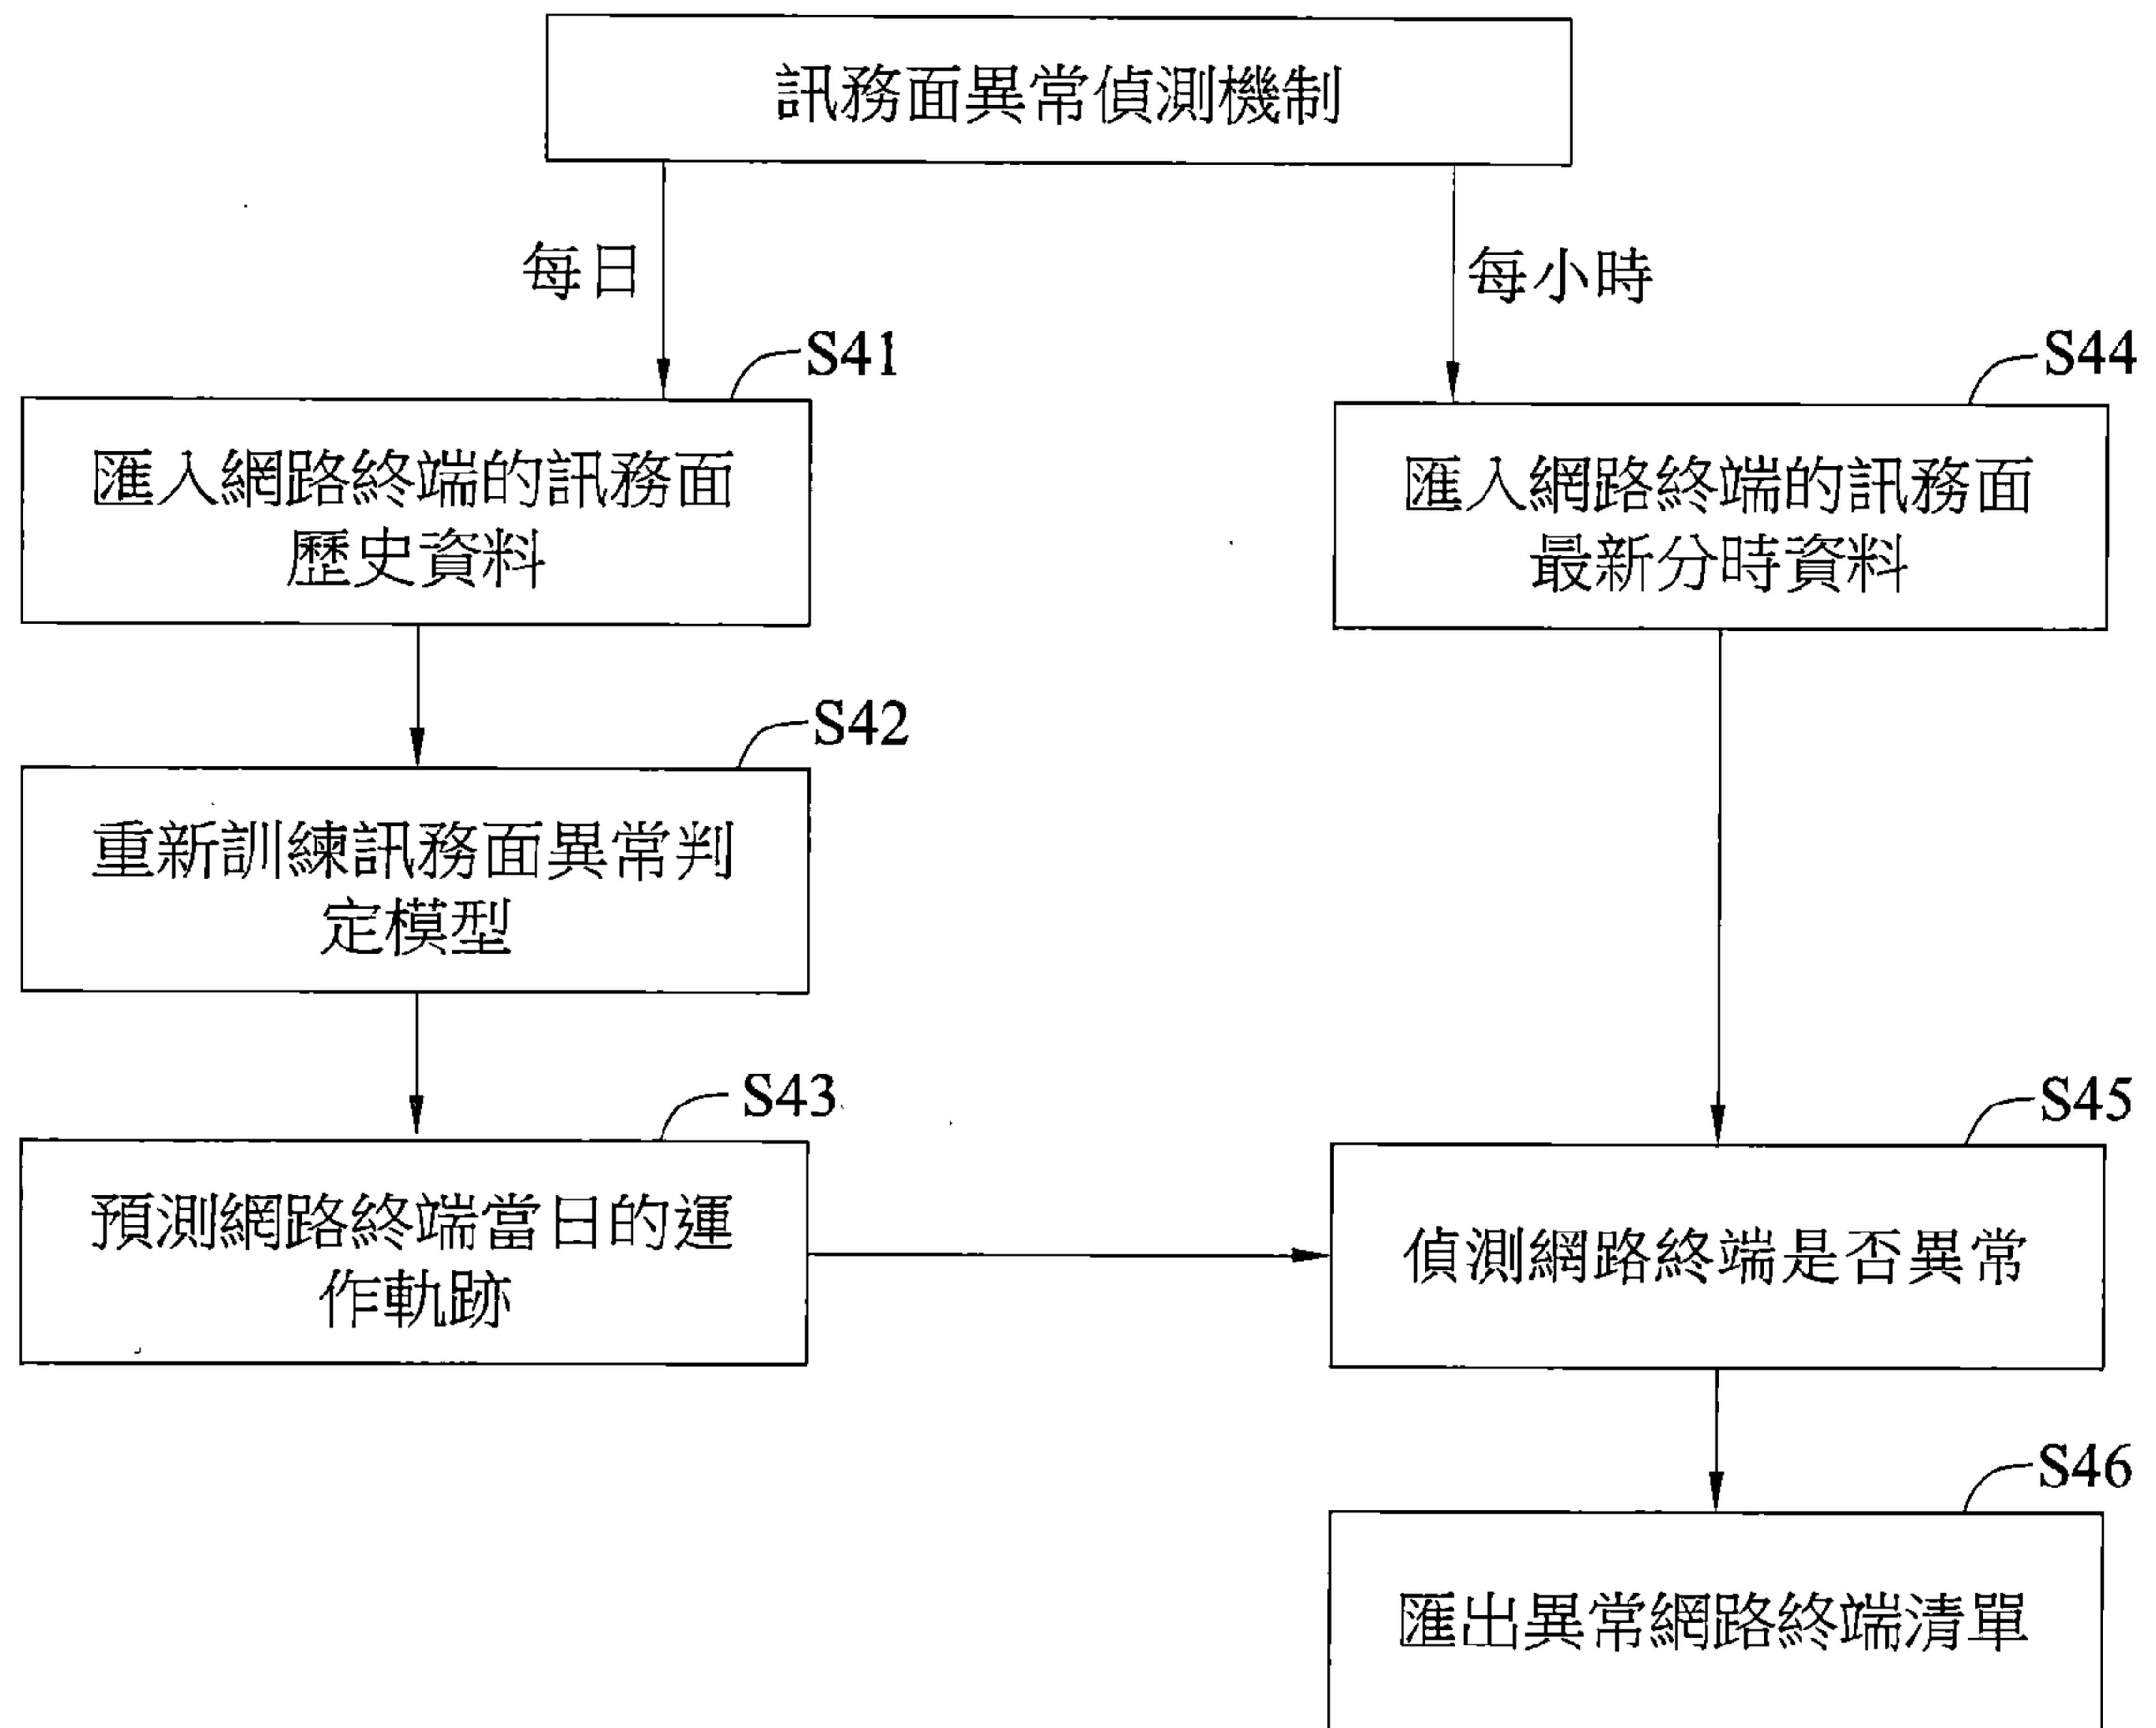 訊務面異常偵測機制
每日
每小時
S41
S44
匯入網路終端的訊務面
歷史資料
匯入網路終端的訊務面
最新分時資料
S42
重新訓練訊務面異常判
定模型
S43
S45
預測網路終端當日的運
作軌跡
偵測網路終端是否異常
S46
匯出異常網路終端清單